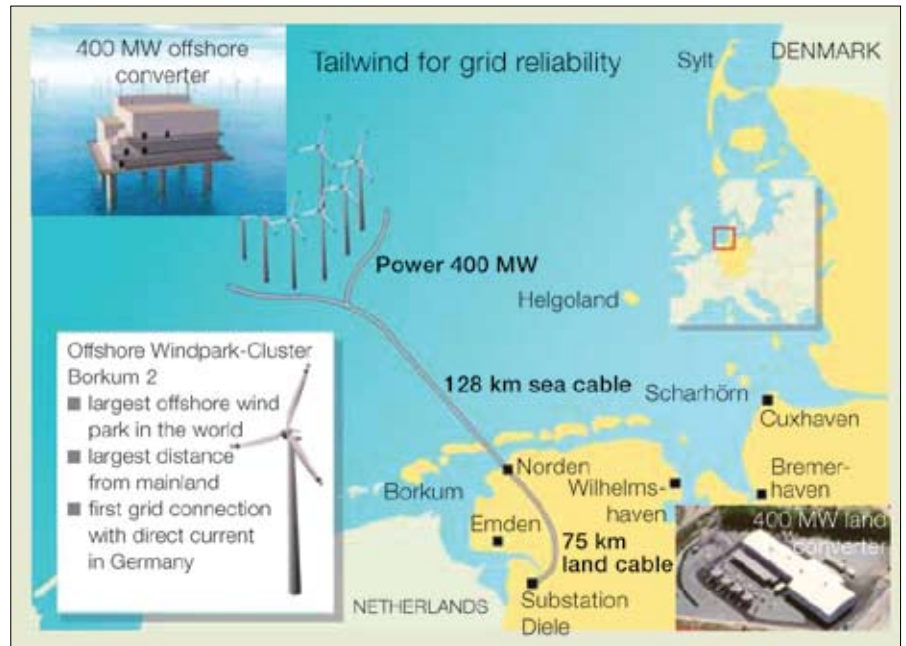 400 MW offshore
converter
Tailwind for grid reliability
Sylt
DENMARK
Power 400 MW
Helgoland
Offshore Windpark-Cluster
Borkum 2
■ largest offshore wind
park in the world
■ largest distance
from mainland
■ first grid connection
with direct current
in Germany
128 km sea cable
Scharhörn
Cuxhaven
Norden
Borkum
Wilhelms-
haven
Bremer-
haven
Emden
75 km
land cable
400 MW land
converter
NETHERLANDS
Substation
Diele